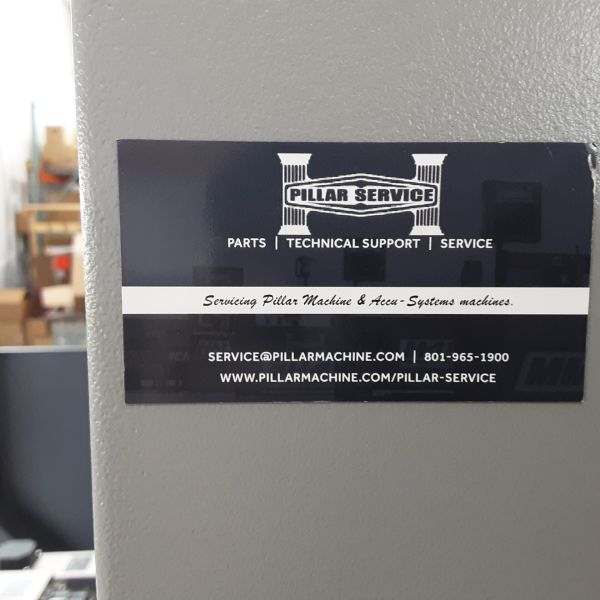 PILLAR SERVICE
PARTS | TECHNICAL SUPPORT | SERVICE
Servicing Pillar Machine & Accu-Systems machines.
SERVICE@PILLARMACHINE.COM | 801-965-1900
WWW.PILLARMACHINE.COM/PILLAR-SERVICE